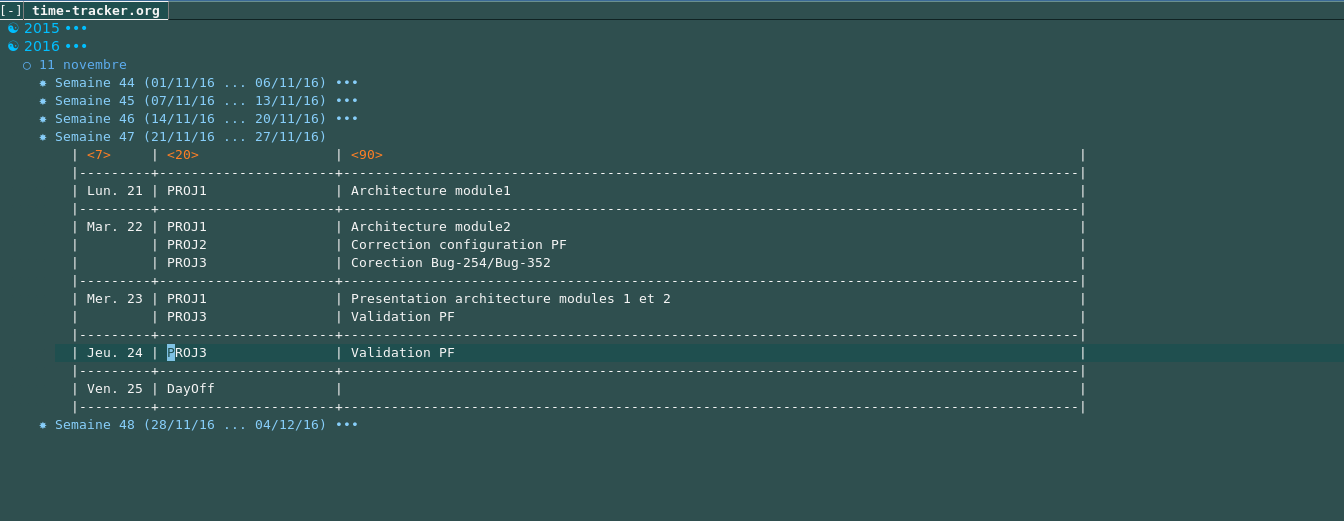 [-] time-tracker.org
☯ 2015 •••
☯ 2016 •••
○ 11 novembre
✸ Semaine 44 (01/11/16 ... 06/11/16) •••
✸ Semaine 45 (07/11/16 ... 13/11/16) •••
✸ Semaine 46 (14/11/16 ... 20/11/16) •••
✸ Semaine 47 (21/11/16 ... 27/11/16)
| <7> | <20> | <90> |
| Lun. 21 | PROJ1 | Architecture module1 |
| Mar. 22 | PROJ1 | Architecture module2 |
| | PROJ2 | Correction configuration PF |
| | PROJ3 | Corection Bug-254/Bug-352 |
| Mer. 23 | PROJ1 | Presentation architecture modules 1 et 2 |
| | PROJ3 | Validation PF |
| Jeu. 24 | PROJ3 | Validation PF |
| Ven. 25 | DayOff | |
✸ Semaine 48 (28/11/16 ... 04/12/16) •••